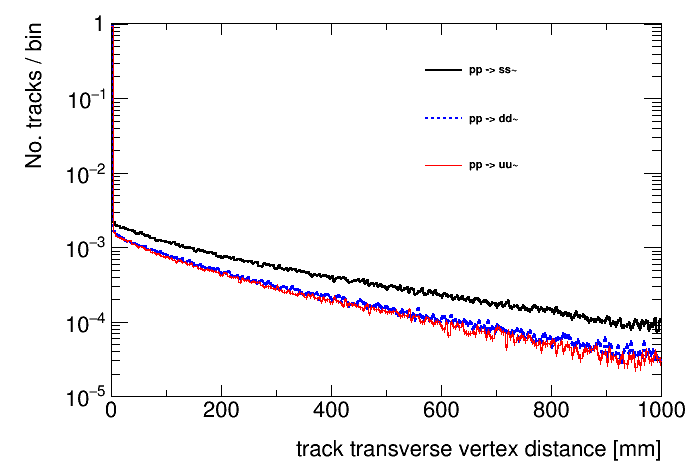 No. tracks / bin
1
10−1
10−2
10−3
10−4
10−5
pp -> ss~
pp -> dd~
pp -> uu~
0 200 400 600 800 1000
track transverse vertex distance [mm]